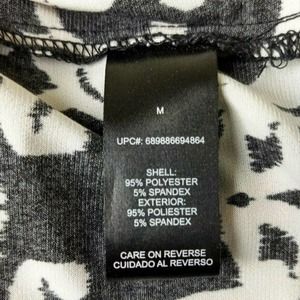 M
UPC#: 689886694864
SHELL:
95% POLYESTER
5% SPANDEX
EXTERIOR:
95% POLIESTER
5% SPANDEX
CARE ON REVERSE
CUIDADO AL REVERSO